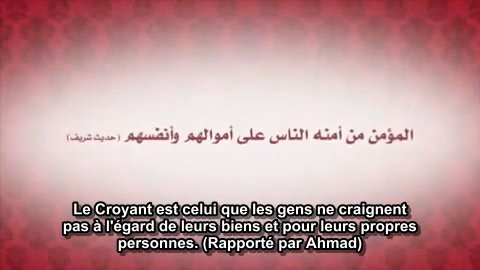 المؤمن من أمنه الناس على أموالهم وأنفسهم (حديث شريف)
Le Croyant est celui que les gens ne craignent
pas à l'égard de leurs biens et pour leurs propres
personnes. (Rapporté par Ahmad)